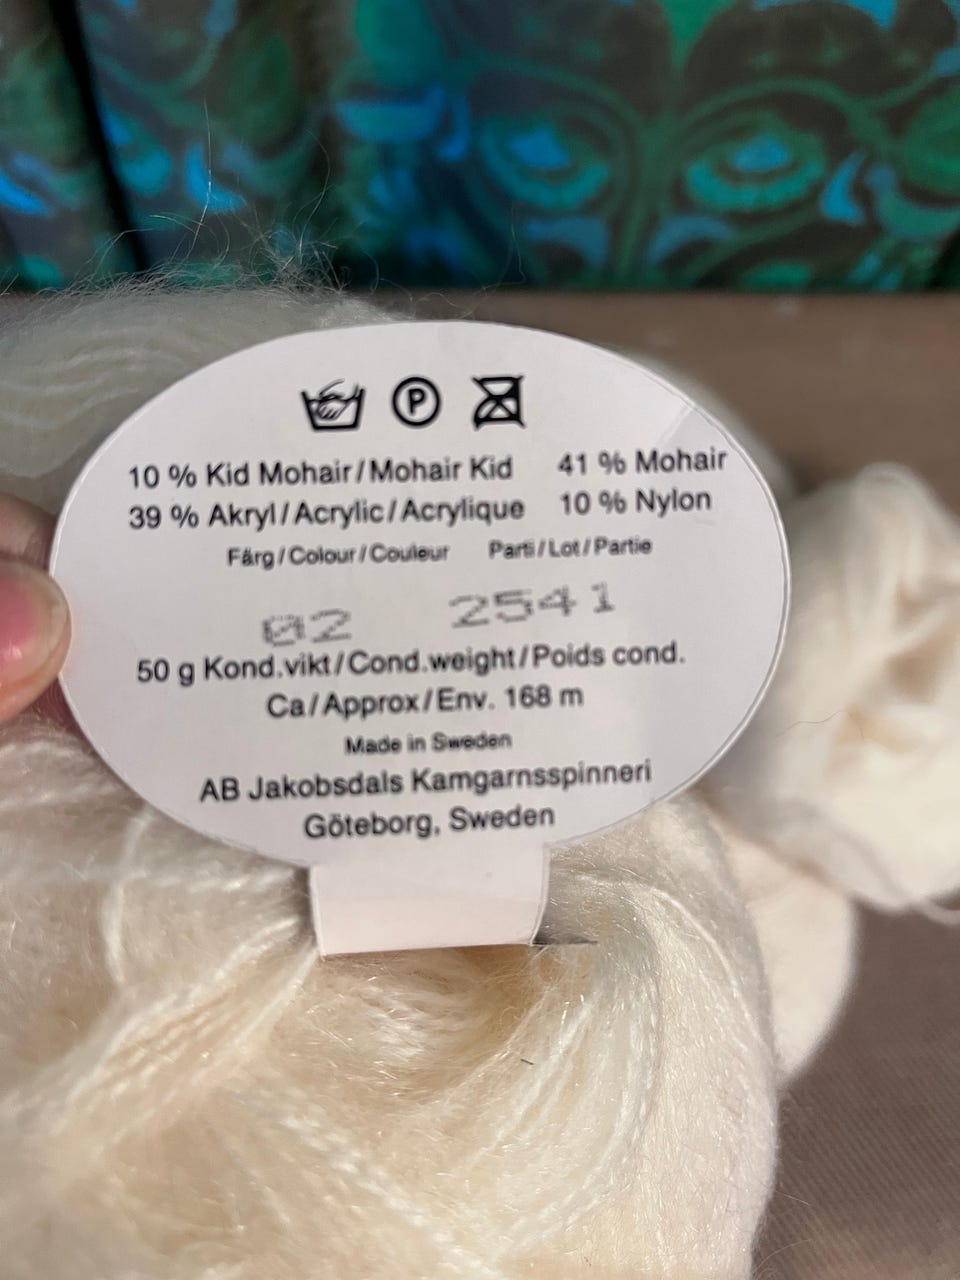 P
10 % Kid Mohair/Mohair Kid 41 % Mohair
39 % Akryl/Acrylic/Acrylique 10 % Nylon
Färg/Colour/Couleur Parti/Lot/Partie
02 2541
50 g Kond.vikt/Cond.weight/Poids cond.
Ca/Approx/Env. 168 m
Made in Sweden
AB Jakobsdals Kamgarnsspinneri
Göteborg, Sweden